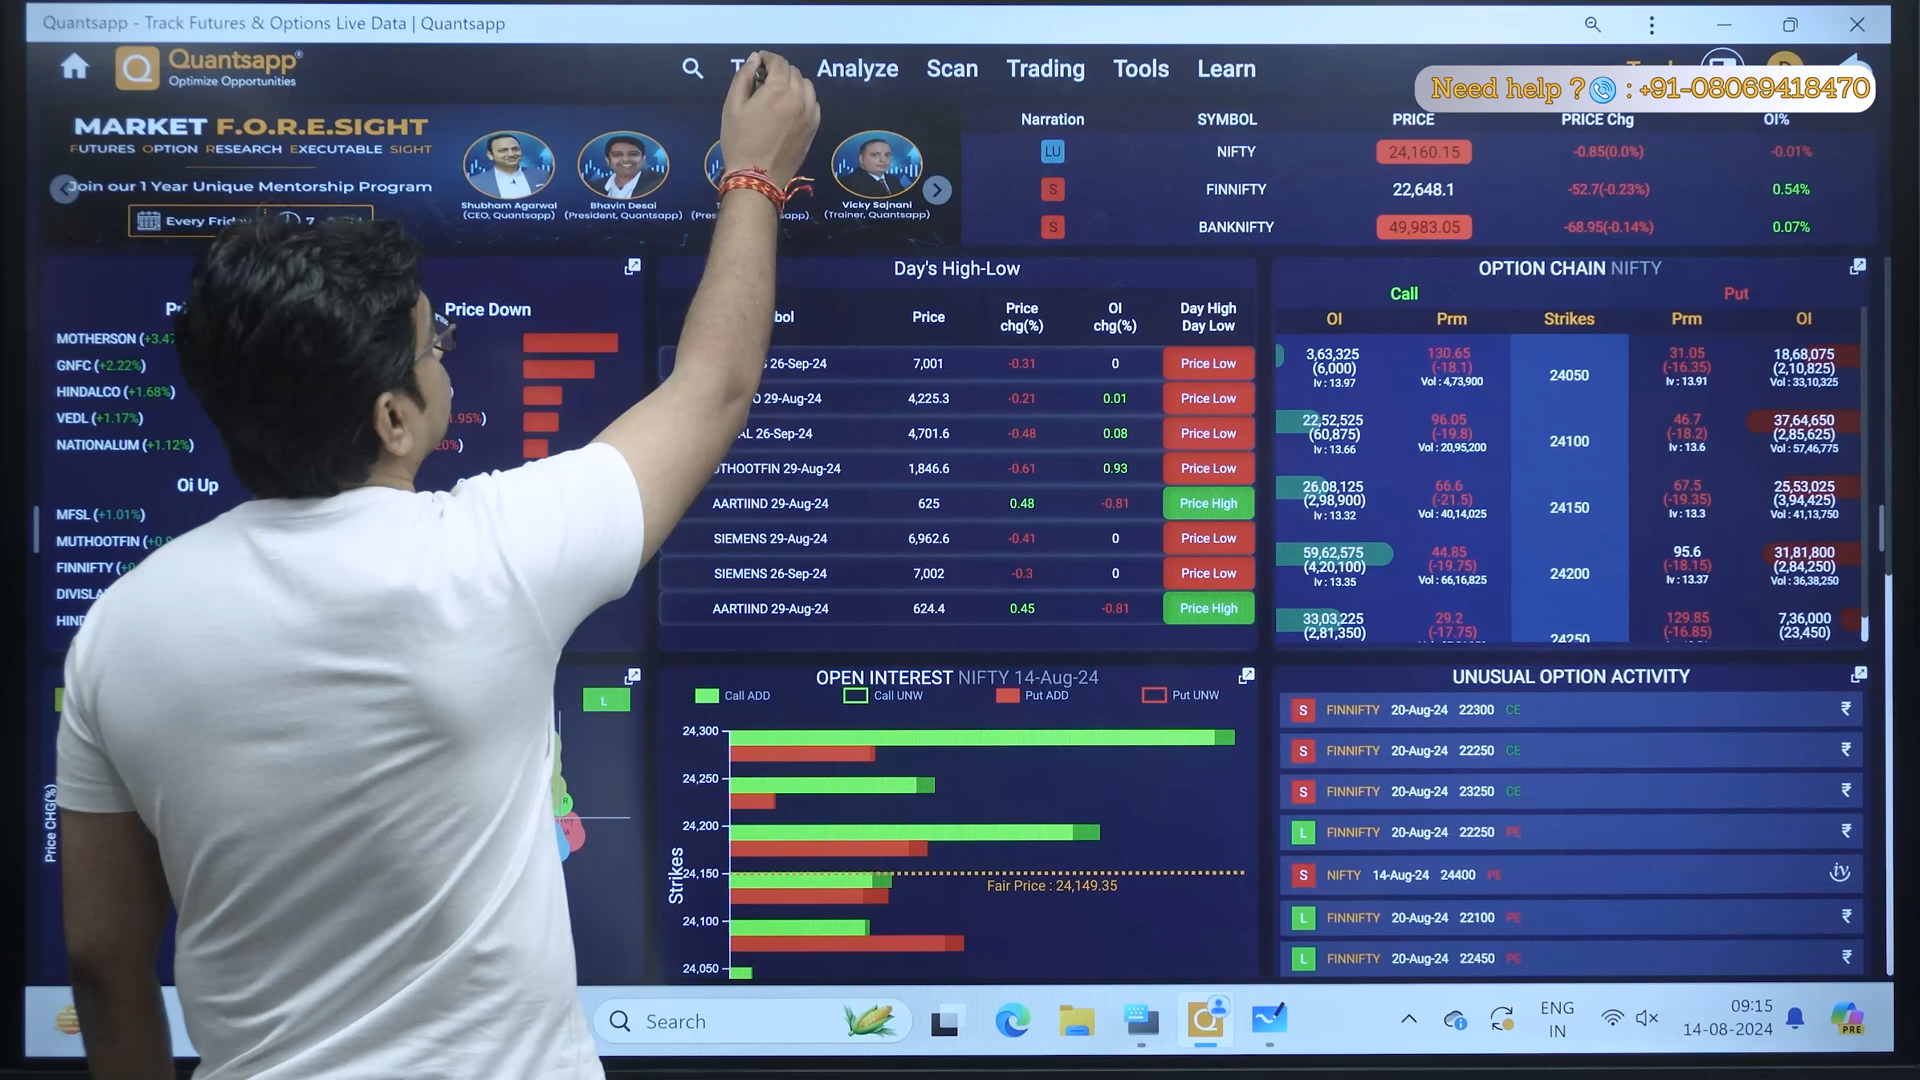 Quantsapp - Track Futures & Options Live Data | Quantsapp
Quantsapp®
Optimize Opportunities
Analyze Scan Trading Tools Learn
Need help ? : +91-08069418470
MARKET F.O.R.E.SIGHT
FUTURES OPTION RESEARCH EXECUTABLE SIGHT
Join our 1 Year Unique Mentorship Program
Every 7
Shubham Agarwal
(CEO, Quantsapp)
Bhavin Desai
(President, Quantsapp)
Vicky Sajnani
(Trainer, Quantsapp)
Narration SYMBOL PRICE PRICE Chg OI%
LU NIFTY 24,160.15 -0.85(0.0%) -0.01%
S FINNIFTY 22,648.1 -52.7(-0.23%) 0.54%
S BANKNIFTY 49,983.05 -68.95(-0.14%) 0.07%
Price Down
MOTHERSON
GNFC (+2.22%)
HINDALCO (+1.68%)
VEDL (+1.17%)
NATIONALUM (+1.12%)
Oi Up
MFSL (+1.01%)
MUTHOOTFIN
FINNIFTY
Price CHG(%)
L
Day's High-Low
Price Price chg(%) OI chg(%) Day High Day Low
26-Sep-24 7,001 -0.31 0 Price Low
29-Aug-24 4,225.3 -0.21 0.01 Price Low
26-Sep-24 4,701.6 -0.48 0.08 Price Low
29-Aug-24 1,846.6 -0.61 0.93 Price Low
AARTIIND 29-Aug-24 625 0.48 -0.81 Price High
SIEMENS 29-Aug-24 6,962.6 -0.41 0 Price Low
SIEMENS 26-Sep-24 7,002 -0.3 0 Price Low
AARTIIND 29-Aug-24 624.4 0.45 -0.81 Price High
OPTION CHAIN NIFTY
Call Put
OI Prm Strikes Prm OI
3,63,325 130.65 31.05 18,68,075
(6,000) (-18.1) 24050 (-16.35) (2,10,825)
Iv : 13.97 Vol : 4,73,900 Iv : 13.91 Vol : 33,10,325
22,52,525 96.05 46.7 37,64,650
(60,875) (-19.8) 24100 (-18.2) (2,85,625)
Iv : 13.66 Vol : 20,95,200 Iv : 13.6 Vol : 57,46,775
26,08,125 66.6 67.5 25,53,025
(2,98,900) (-21.5) 24150 (-19.35) (3,94,425)
Iv : 13.32 Vol : 40,14,025 Iv : 13.3 Vol : 41,13,750
59,62,575 44.85 95.6 31,81,800
(4,20,100) (-19.75) 24200 (-18.15) (2,84,250)
Iv : 13.35 Vol : 66,16,825 Iv : 13.37 Vol : 36,38,250
33,03,225 29.2 129.85 7,36,000
(2,81,350) (-17.75) 24250 (-16.85) (23,450)
OPEN INTEREST NIFTY 14-Aug-24
Call ADD Call UNW Put ADD Put UNW
Strikes
24,300
24,250
24,200
24,150
Fair Price : 24,149.35
24,100
24,050
UNUSUAL OPTION ACTIVITY
S FINNIFTY 20-Aug-24 22300 CE ₹
S FINNIFTY 20-Aug-24 22250 CE ₹
S FINNIFTY 20-Aug-24 23250 CE ₹
L FINNIFTY 20-Aug-24 22250 PE ₹
S NIFTY 14-Aug-24 24400 PE iv
L FINNIFTY 20-Aug-24 22100 PE ₹
L FINNIFTY 20-Aug-24 22450 PE ₹
Search
ENG
IN
09:15
14-08-2024
PRE